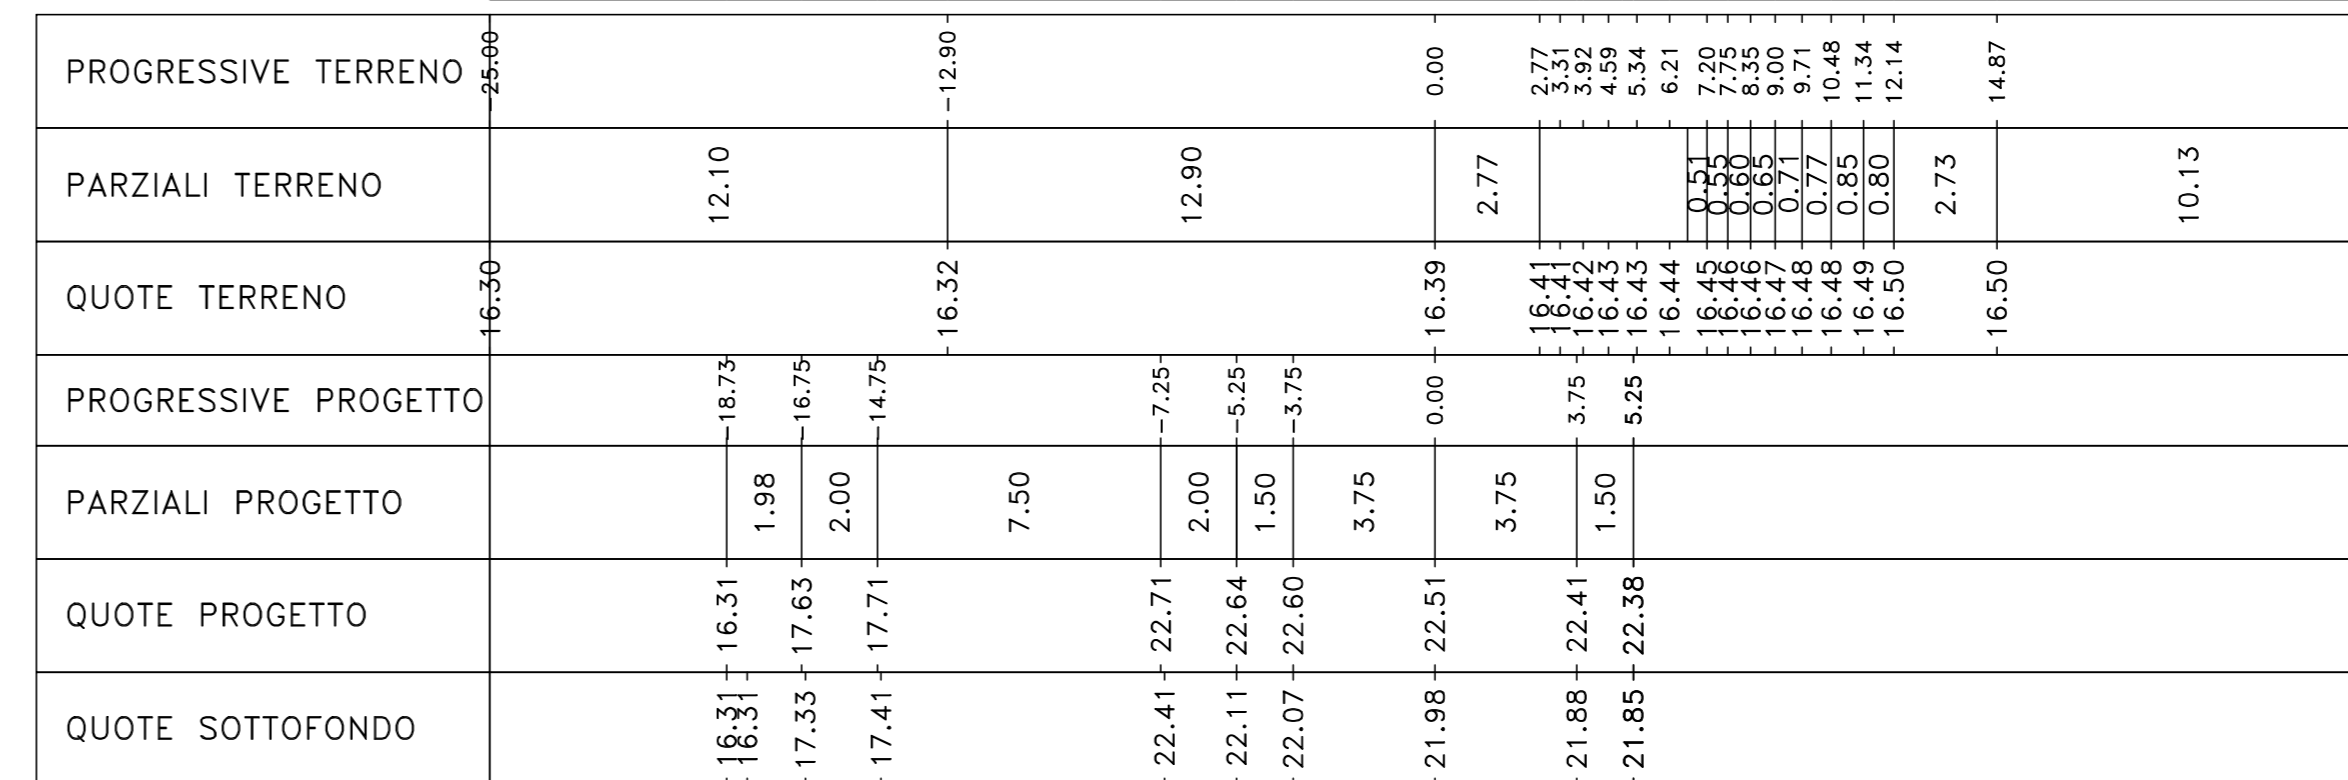 PROGRESSIVE TERRENO -25.00 -12.90 0.00 2.77 3.31 3.92 4.59 5.34 6.21 7.20 7.75 8.35 9.00 9.71 10.48 11.34 12.14 14.87
PARZIALI TERRENO 12.10 12.90 2.77 0.51 0.55 0.60 0.65 0.71 0.77 0.85 0.80 2.73 10.13
QUOTE TERRENO 16.30 16.32 16.39 16.41 16.41 16.42 16.43 16.43 16.44 16.45 16.46 16.46 16.47 16.48 16.48 16.49 16.50 16.50
PROGRESSIVE PROGETTO -18.73 -16.75 -14.75 -7.25 -5.25 -3.75 0.00 3.75 5.25
PARZIALI PROGETTO 1.98 2.00 7.50 2.00 1.50 3.75 3.75 1.50
QUOTE PROGETTO 16.31 17.63 17.71 22.71 22.64 22.60 22.51 22.41 22.38
QUOTE SOTTOFONDO 16.31 16.31 17.33 17.41 22.41 22.11 22.07 21.98 21.88 21.85